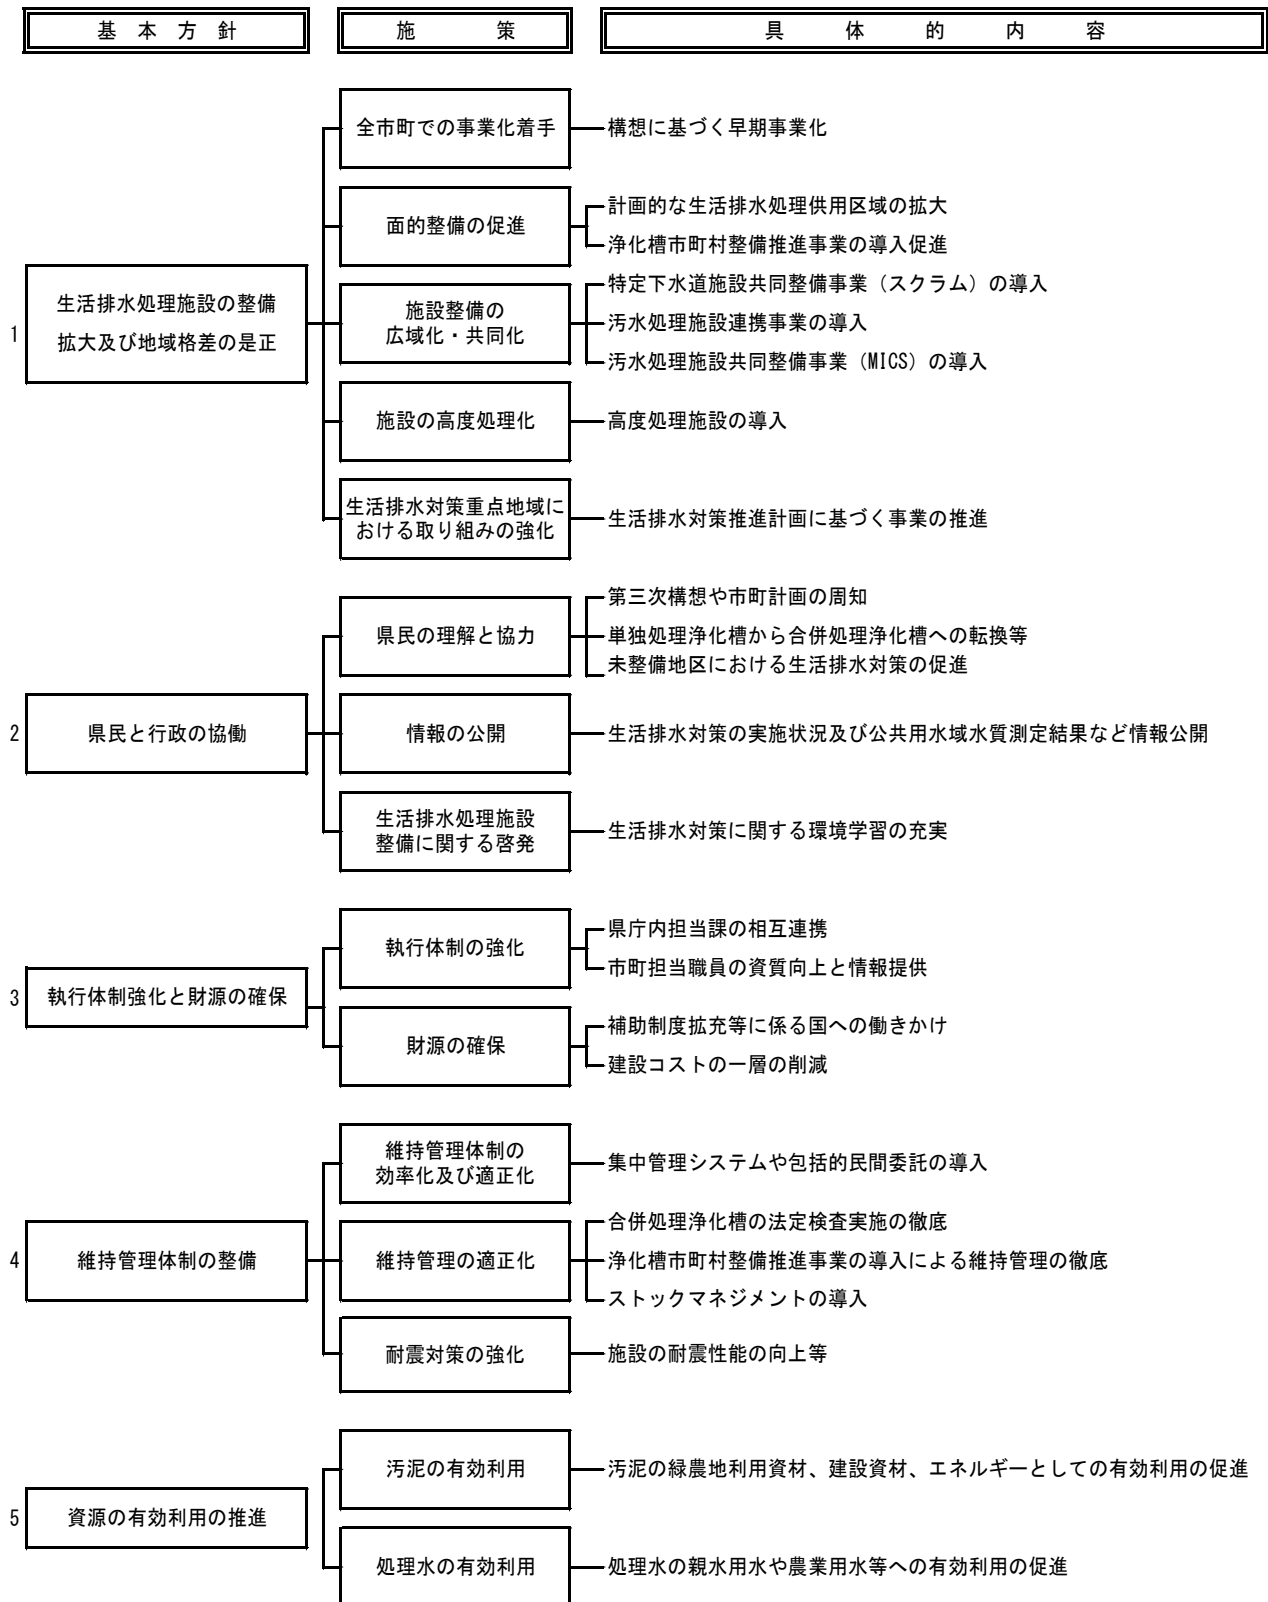 基本方針
施策
具体的内容
1
生活排水処理施設の整備
拡大及び地域格差の是正
全市町での事業化着手
構想に基づく早期事業化
面的整備の促進
計画的な生活排水処理供用区域の拡大
浄化槽市町村整備推進事業の導入促進
施設整備の
広域化・共同化
特定下水道施設共同整備事業（スクラム）の導入
汚水処理施設連携事業の導入
汚水処理施設共同整備事業（MICS）の導入
施設の高度処理化
高度処理施設の導入
生活排水対策重点地域に
おける取り組みの強化
生活排水対策推進計画に基づく事業の推進
2
県民と行政の協働
県民の理解と協力
第三次構想や市町計画の周知
単独処理浄化槽から合併処理浄化槽への転換等
未整備地区における生活排水対策の促進
情報の公開
生活排水対策の実施状況及び公共用水域水質測定結果など情報公開
生活排水処理施設
整備に関する啓発
生活排水対策に関する環境学習の充実
3
執行体制強化と財源の確保
執行体制の強化
県庁内担当課の相互連携
市町担当職員の資質向上と情報提供
財源の確保
補助制度拡充等に係る国への働きかけ
建設コストの一層の削減
4
維持管理体制の整備
維持管理体制の
効率化及び適正化
集中管理システムや包括的民間委託の導入
維持管理の適正化
合併処理浄化槽の法定検査実施の徹底
浄化槽市町村整備推進事業の導入による維持管理の徹底
ストックマネジメントの導入
耐震対策の強化
施設の耐震性能の向上等
5
資源の有効利用の推進
汚泥の有効利用
汚泥の緑農地利用資材、建設資材、エネルギーとしての有効利用の促進
処理水の有効利用
処理水の親水用水や農業用水等への有効利用の促進